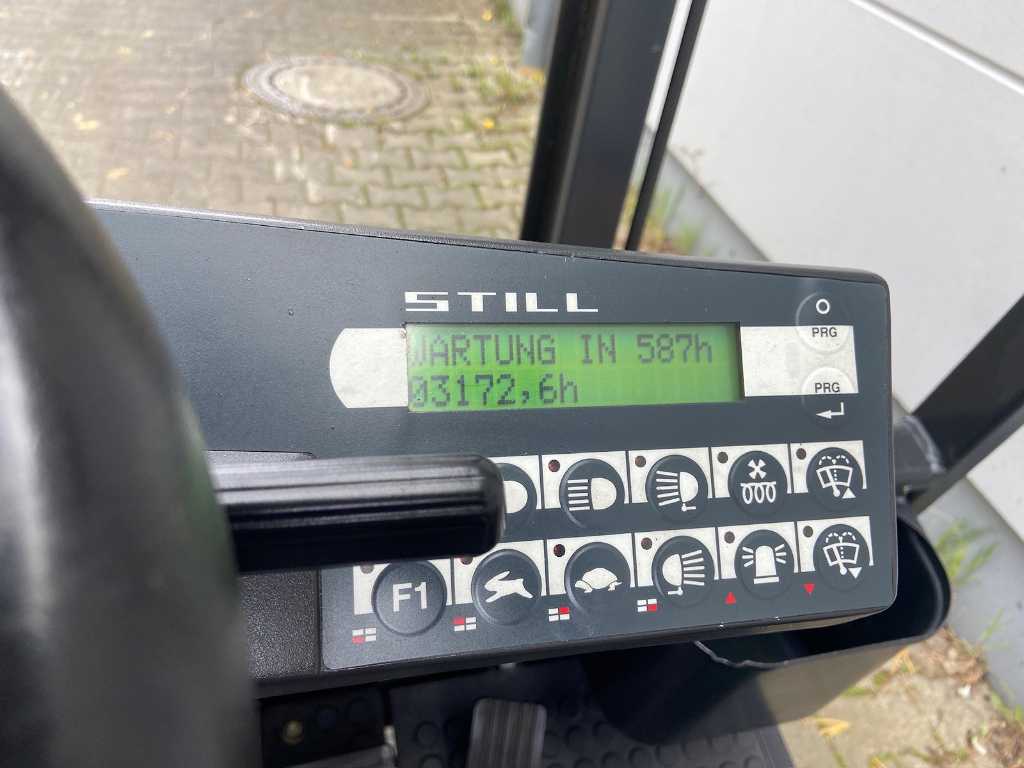 STILL
WARTUNG IN 587h
03172,6h
PRG
PRG
F1